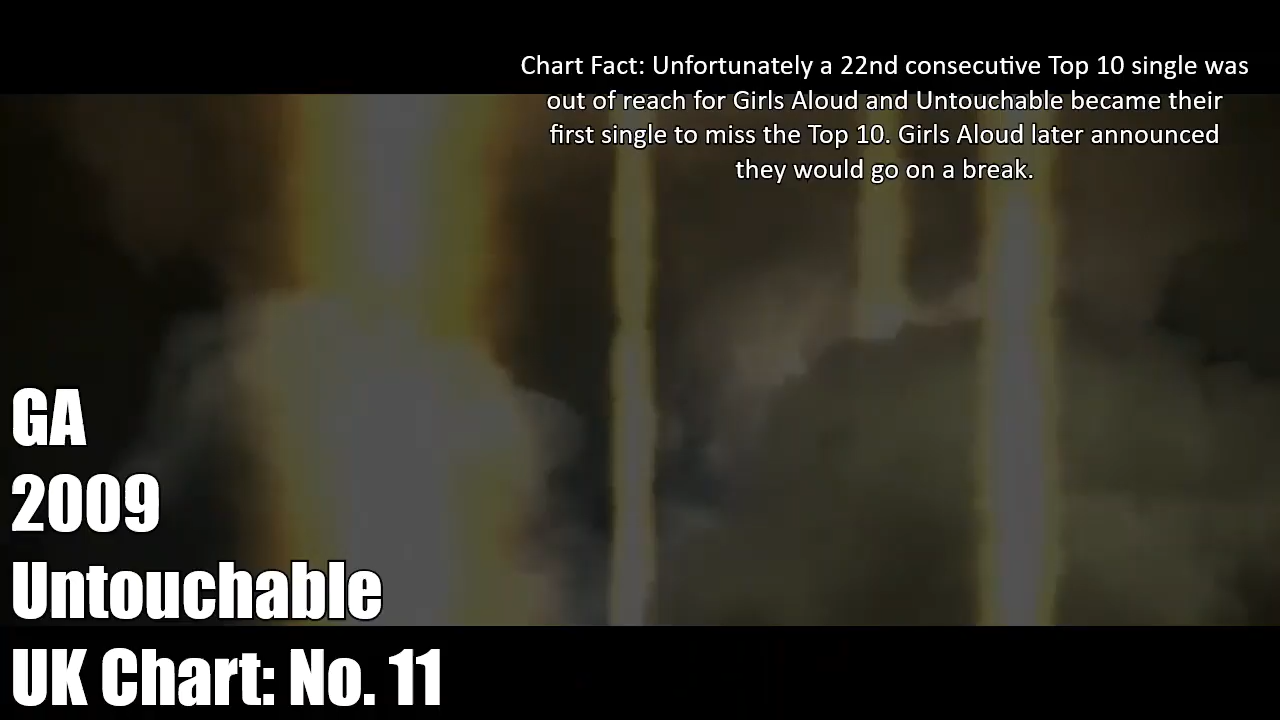 Chart Fact: Unfortunately a 22nd consecutive Top 10 single was
out of reach for Girls Aloud and Untouchable became their
first single to miss the Top 10. Girls Aloud later announced
they would go on a break.
GA
2009
Untouchable
UK Chart: No. 11